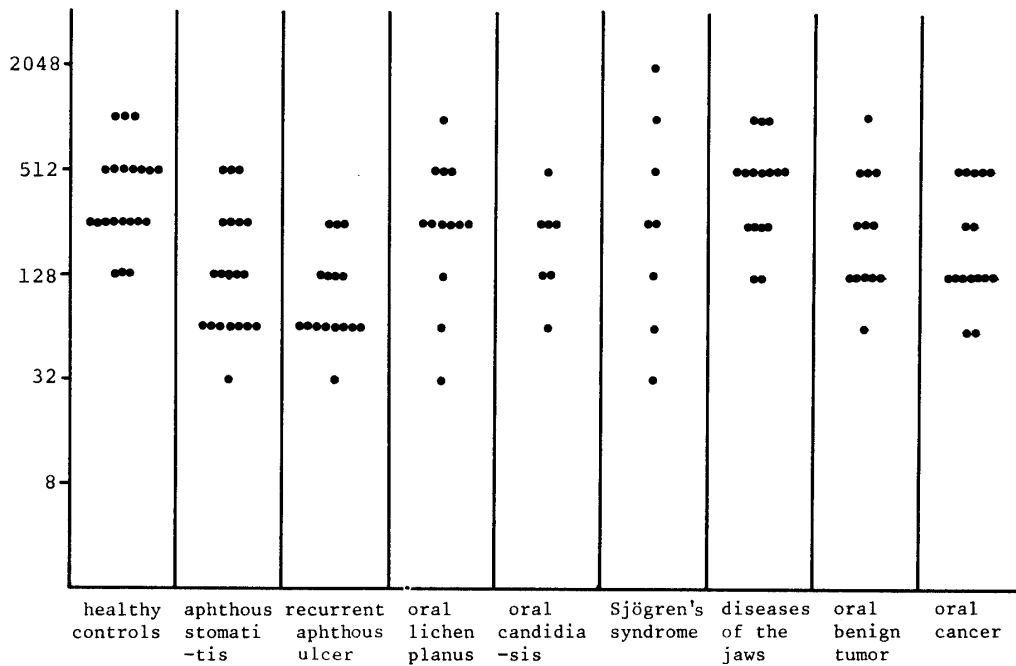 2048
512
128
32
8
healthy
controls
aphthous
stomati
-tis
recurrent
aphthous
ulcer
oral
lichen
planus
oral
candidia
-sis
Sjögren's
syndrome
diseases
of the
jaws
oral
benign
tumor
oral
cancer